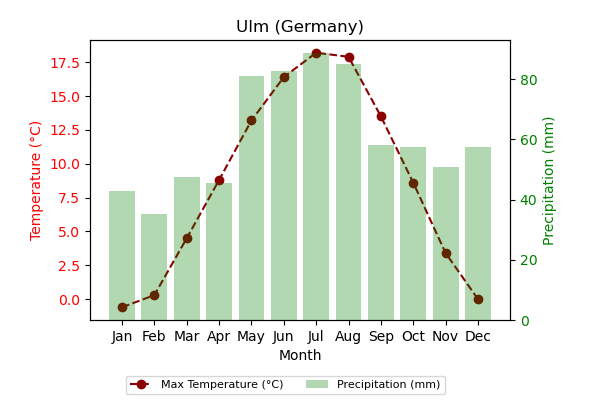 Ulm (Germany)
Temperature (°C)
17.5
15.0
12.5
10.0
7.5
5.0
2.5
0.0
80
60
40
20
0
Precipitation (mm)
Jan Feb Mar Apr May Jun Jul Aug Sep Oct Nov Dec
Month
Max Temperature (°C) Precipitation (mm)